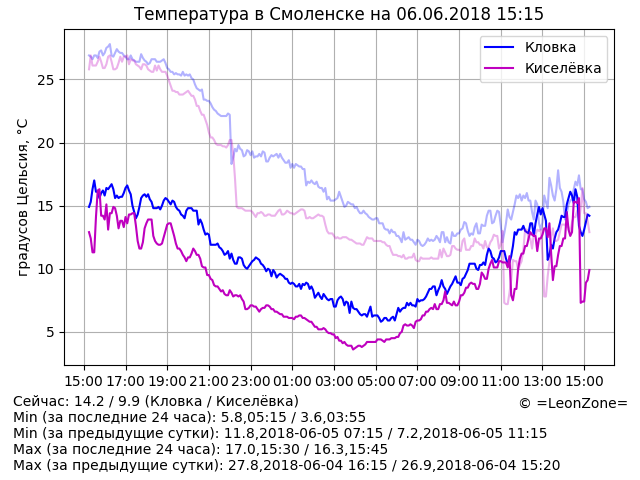 Температура в Смоленске на 06.06.2018 15:15
Кловка
Киселёвка
градусов Цельсия, °C
25
20
15
10
5
15:00 17:00 19:00 21:00 23:00 01:00 03:00 05:00 07:00 09:00 11:00 13:00 15:00
Сейчас: 14.2 / 9.9 (Кловка / Киселёвка)
© =LeonZone=
Min (за последние 24 часа): 5.8,05:15 / 3.6,03:55
Min (за предыдущие сутки): 11.8,2018-06-05 07:15 / 7.2,2018-06-05 11:15
Max (за последние 24 часа): 17.0,15:30 / 16.3,15:45
Max (за предыдущие сутки): 27.8,2018-06-04 16:15 / 26.9,2018-06-04 15:20